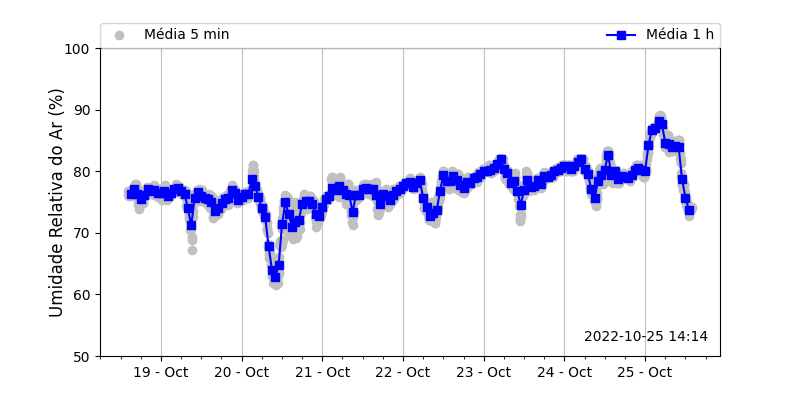 Média 5 min
Média 1 h
Umidade Relativa do Ar (%)
100
90
80
70
60
50
2022-10-25 14:14
19 - Oct
20 - Oct
21 - Oct
22 - Oct
23 - Oct
24 - Oct
25 - Oct